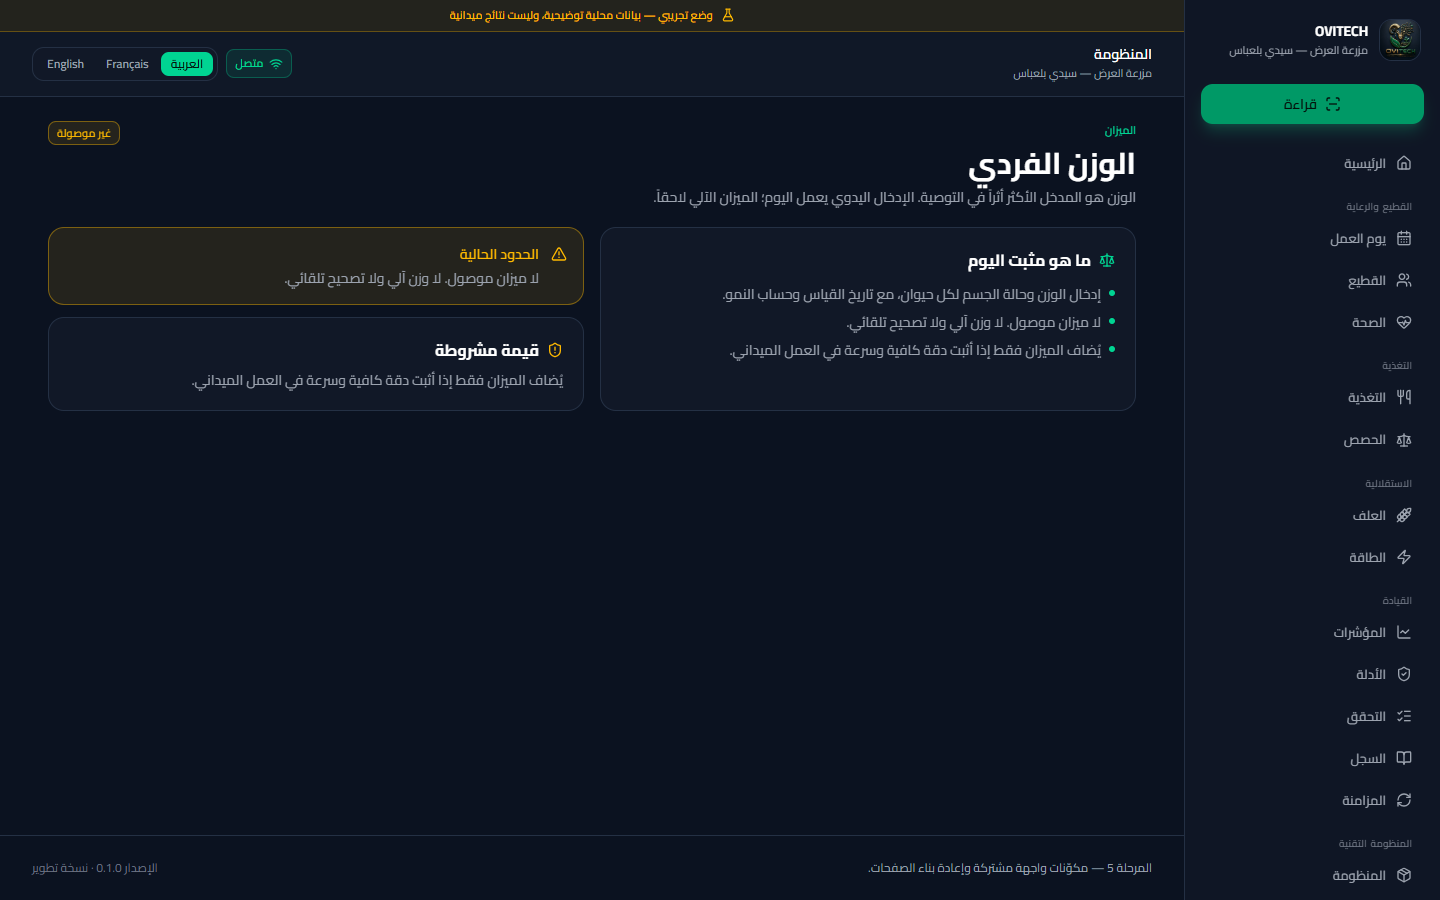 وضع تجريبي — بيانات محلية توضيحية، وليست نتائج ميدانية
OVITECH
مزرعة العرض — سيدي بلعباس
قراءة
الرئيسية
القطيع والرعاية
يوم العمل
القطيع
الصحة
التغذية
التغذية
الحصص
الاستقلالية
العلف
الطاقة
القيادة
المؤشرات
الأدلة
التحقق
السجل
المزامنة
المنظومة التقنية
المنظومة
المنظومة
مزرعة العرض — سيدي بلعباس
متصل
العربية
Français
English
الميزان
غير موصولة
الوزن الفردي
الوزن هو المدخل الأكثر أثراً في التوصية. الإدخال اليدوي يعمل اليوم؛ الميزان الآلي لاحقاً.
ما هو مثبت اليوم
إدخال الوزن وحالة الجسم لكل حيوان، مع تاريخ القياس وحساب النمو.
لا ميزان موصول. لا وزن آلي ولا تصحيح تلقائي.
يُضاف الميزان فقط إذا أثبت دقة كافية وسرعة في العمل الميداني.
الحدود الحالية
لا ميزان موصول. لا وزن آلي ولا تصحيح تلقائي.
قيمة مشروطة
يُضاف الميزان فقط إذا أثبت دقة كافية وسرعة في العمل الميداني.
المرحلة 5 — مكوّنات واجهة مشتركة وإعادة بناء الصفحات.
الإصدار 0.1.0 · نسخة تطوير